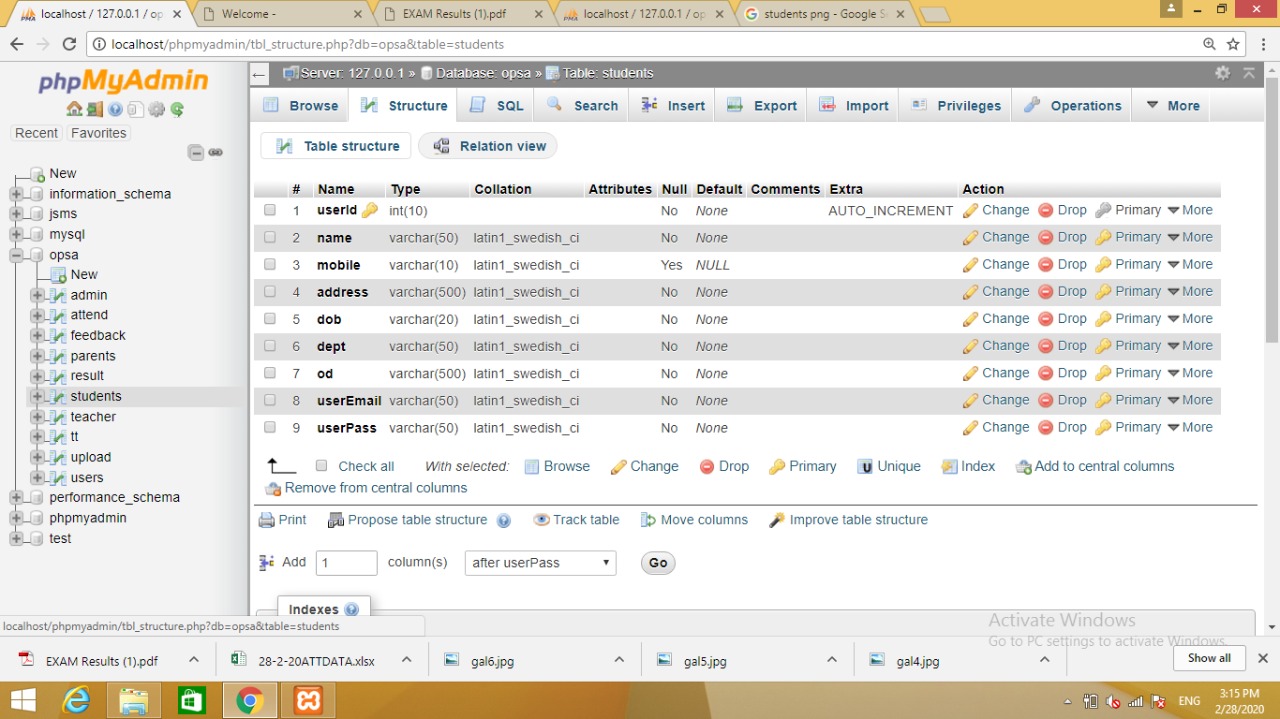 localhost / 127.0.0.1 / op
Welcome -
EXAM Results (1).pdf
localhost / 127.0.0.1 / op
students png - Google S
localhost/phpmyadmin/tbl_structure.php?db=opsa&table=students
phpMyAdmin
Recent Favorites
New
information_schema
jsms
mysql
opsa
New
admin
attend
feedback
parents
result
students
teacher
tt
upload
users
performance_schema
phpmyadmin
test
Server: 127.0.0.1 » Database: opsa » Table: students
Browse Structure SQL Search Insert Export Import Privileges Operations More
Table structure Relation view
# Name Type Collation Attributes Null Default Comments Extra Action
1 userId int(10) No None AUTO_INCREMENT Change Drop Primary More
2 name varchar(50) latin1_swedish_ci No None Change Drop Primary More
3 mobile varchar(10) latin1_swedish_ci Yes NULL Change Drop Primary More
4 address varchar(500) latin1_swedish_ci No None Change Drop Primary More
5 dob varchar(20) latin1_swedish_ci No None Change Drop Primary More
6 dept varchar(50) latin1_swedish_ci No None Change Drop Primary More
7 od varchar(500) latin1_swedish_ci No None Change Drop Primary More
8 userEmail varchar(50) latin1_swedish_ci No None Change Drop Primary More
9 userPass varchar(50) latin1_swedish_ci No None Change Drop Primary More
Check all With selected: Browse Change Drop Primary Unique Index Add to central columns
Remove from central columns
Print Propose table structure Track table Move columns Improve table structure
Add 1 column(s) after userPass Go
Indexes
localhost/phpmyadmin/tbl_structure.php?db=opsa&table=students
Activate Windows
Go to PC settings to activate Windows.
EXAM Results (1).pdf 28-2-20ATTDATA.xlsx gal6.jpg gal5.jpg gal4.jpg Show all
ENG 3:15 PM
2/28/2020